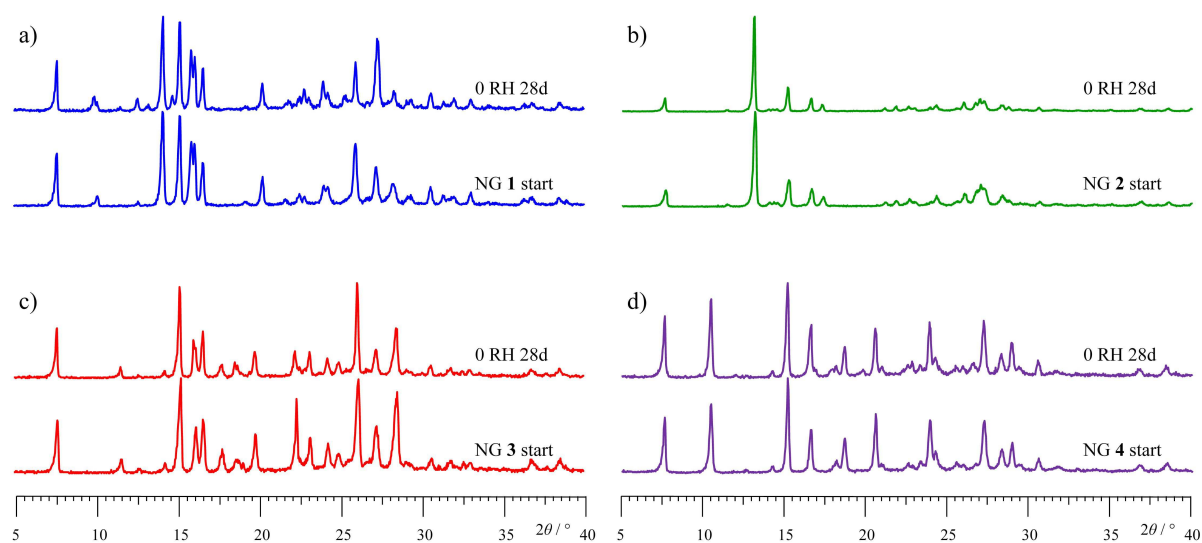 a)
0 RH 28d
NG 1 start
b)
0 RH 28d
NG 2 start
c)
0 RH 28d
NG 3 start
d)
0 RH 28d
NG 4 start
5 10 15 20 25 30 35 40
2θ / °
5 10 15 20 25 30 35 40
2θ / °